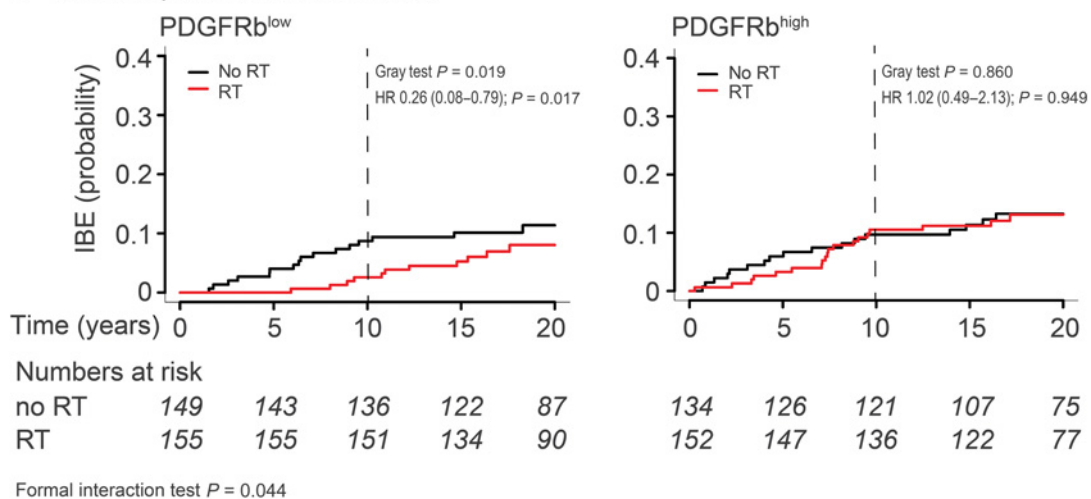 PDGFRb^low
0.4
0.3
0.2
0.1
0
IBE (probability)
No RT
RT
Gray test P = 0.019
HR 0.26 (0.08–0.79); P = 0.017
0 5 10 15 20
PDGFRb^high
0.4
0.3
0.2
0.1
0
No RT
RT
Gray test P = 0.860
HR 1.02 (0.49–2.13); P = 0.949
0 5 10 15 20
Time (years)
Numbers at risk
no RT 149 143 136 122 87 134 126 121 107 75
RT 155 155 151 134 90 152 147 136 122 77
Formal interaction test P = 0.044